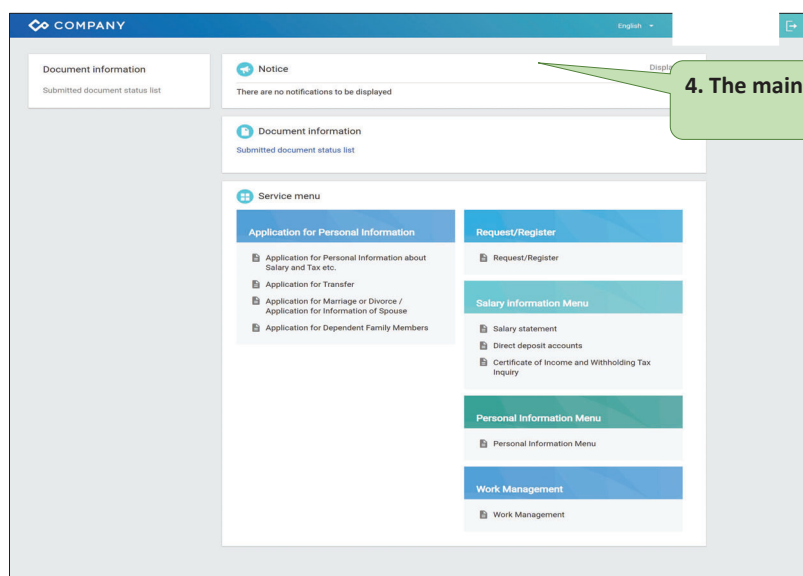 COMPANY
English
Document information
Submitted document status list
Notice
There are no notifications to be displayed
4. The main
Document information
Submitted document status list
Service menu
Application for Personal Information
Application for Personal Information about
Salary and Tax etc.
Application for Transfer
Application for Marriage or Divorce /
Application for Information of Spouse
Application for Dependent Family Members
Request/Register
Request/Register
Salary Information Menu
Salary statement
Direct deposit accounts
Certificate of Income and Withholding Tax
Inquiry
Personal Information Menu
Personal Information Menu
Work Management
Work Management